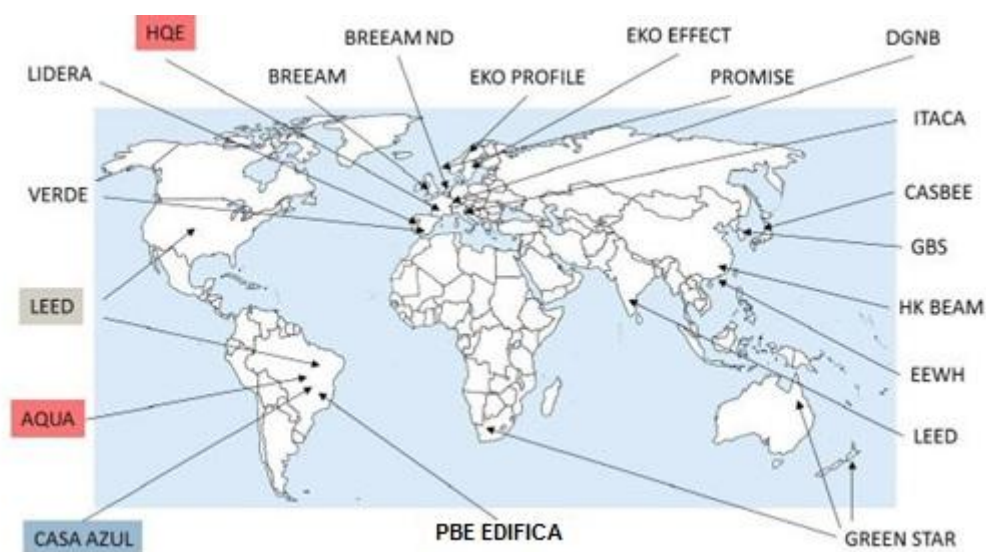 HQE
BREEAM ND
EKO EFFECT
DGNB
LIDERA
BREEAM
EKO PROFILE
PROMISE
ITACA
VERDE
CASBEE
GBS
LEED
HK BEAM
EEWH
AQUA
LEED
CASA AZUL
PBE EDIFICA
GREEN STAR